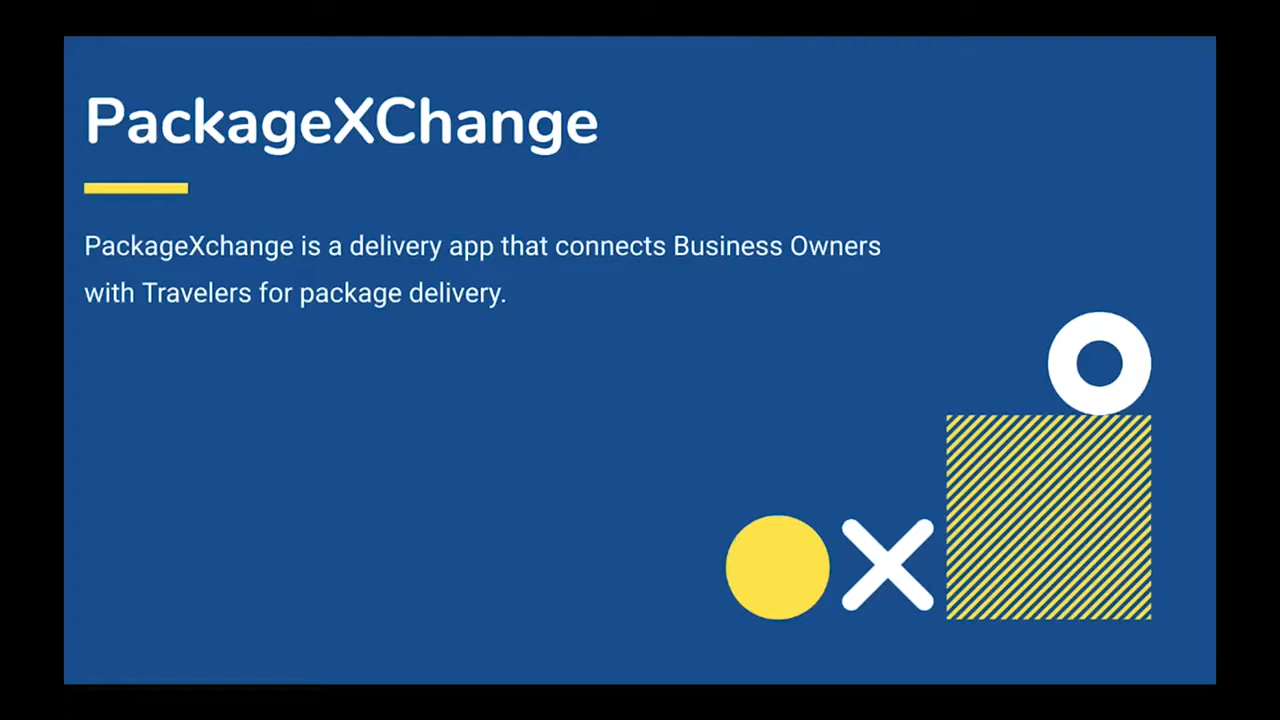 PackageXChange
PackageXchange is a delivery app that connects Business Owners
with Travelers for package delivery.